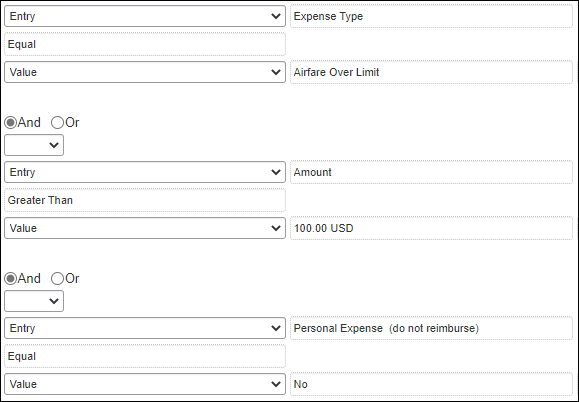 Entry Expense Type
Equal
Value Airfare Over Limit
And Or
Entry Amount
Greater Than
Value 100.00 USD
And Or
Entry Personal Expense (do not reimburse)
Equal
Value No